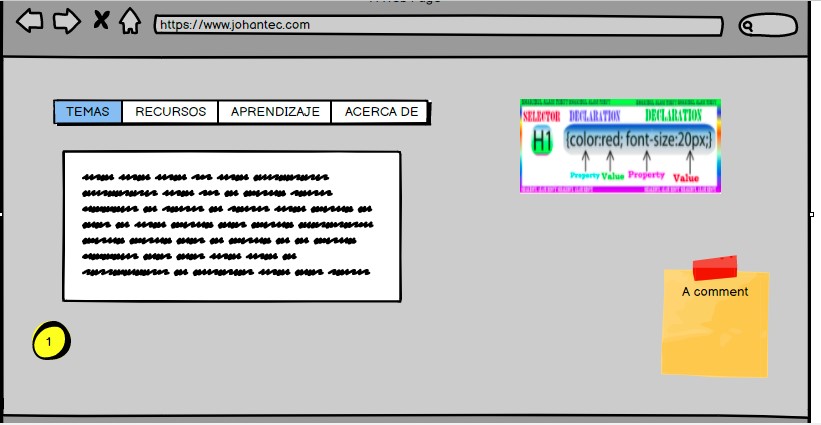 https://www.johantec.com
TEMAS RECURSOS APRENDIZAJE ACERCA DE
SELECTOR DECLARATION DECLARATION
H1 {color:red; font-size:20px;}
Property Value Property Value
A comment
1